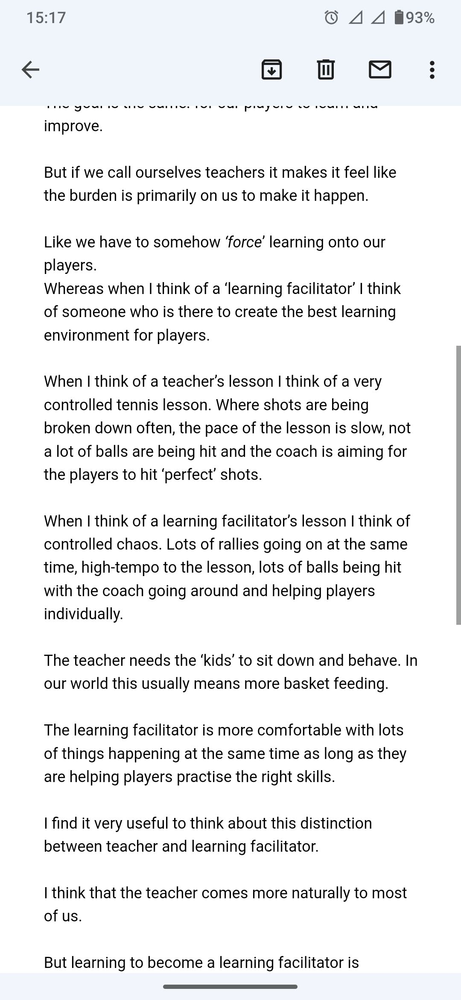 15:17
93%
The goal is the same: for our players to learn and
improve.
But if we call ourselves teachers it makes it feel like
the burden is primarily on us to make it happen.
Like we have to somehow ‘force’ learning onto our
players.
Whereas when I think of a ‘learning facilitator’ I think
of someone who is there to create the best learning
environment for players.
When I think of a teacher’s lesson I think of a very
controlled tennis lesson. Where shots are being
broken down often, the pace of the lesson is slow, not
a lot of balls are being hit and the coach is aiming for
the players to hit ‘perfect’ shots.
When I think of a learning facilitator’s lesson I think of
controlled chaos. Lots of rallies going on at the same
time, high-tempo to the lesson, lots of balls being hit
with the coach going around and helping players
individually.
The teacher needs the ‘kids’ to sit down and behave. In
our world this usually means more basket feeding.
The learning facilitator is more comfortable with lots
of things happening at the same time as long as they
are helping players practise the right skills.
I find it very useful to think about this distinction
between teacher and learning facilitator.
I think that the teacher comes more naturally to most
of us.
But learning to become a learning facilitator is